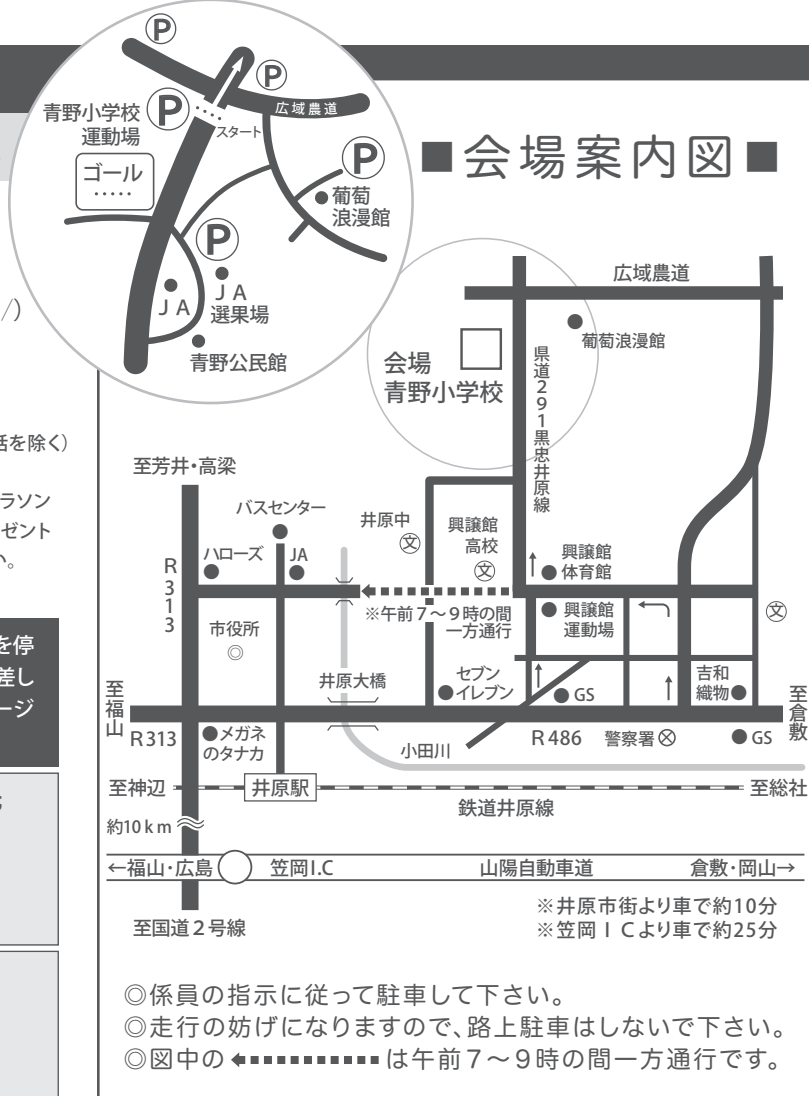 ■会場案内図■
Ⓟ
Ⓟ
広域農道
青野小学校
運動場
Ⓟ
スタート
ゴール
Ⓟ
葡萄
浪漫館
Ⓟ
JA
JA
選果場
青野公民館
/)
話を除く)
ラソン
ゼント
い。
を停
差し
ージ
広域農道
葡萄浪漫館
会場
青野小学校
県道291黒忠井原線
至芳井・高梁
バスセンター
井原中
㊛
興譲館
高校
㊛
R313
ハローズ
JA
興譲館
体育館
※午前7〜9時の間
一方通行
興譲館
運動場
市役所
◎
井原大橋
セブン
イレブン
GS
吉和
織物
至福山
至倉敷
R313
メガネ
のタナカ
小田川
R486
警察署
GS
至神辺
井原駅
至総社
鉄道井原線
約10km
←福山・広島
笠岡I.C
山陽自動車道
倉敷・岡山→
至国道2号線
※井原市街より車で約10分
※笠岡ICより車で約25分
◎係員の指示に従って駐車して下さい。
◎走行の妨げになりますので、路上駐車はしないで下さい。
◎図中の は午前7〜9時の間一方通行です。